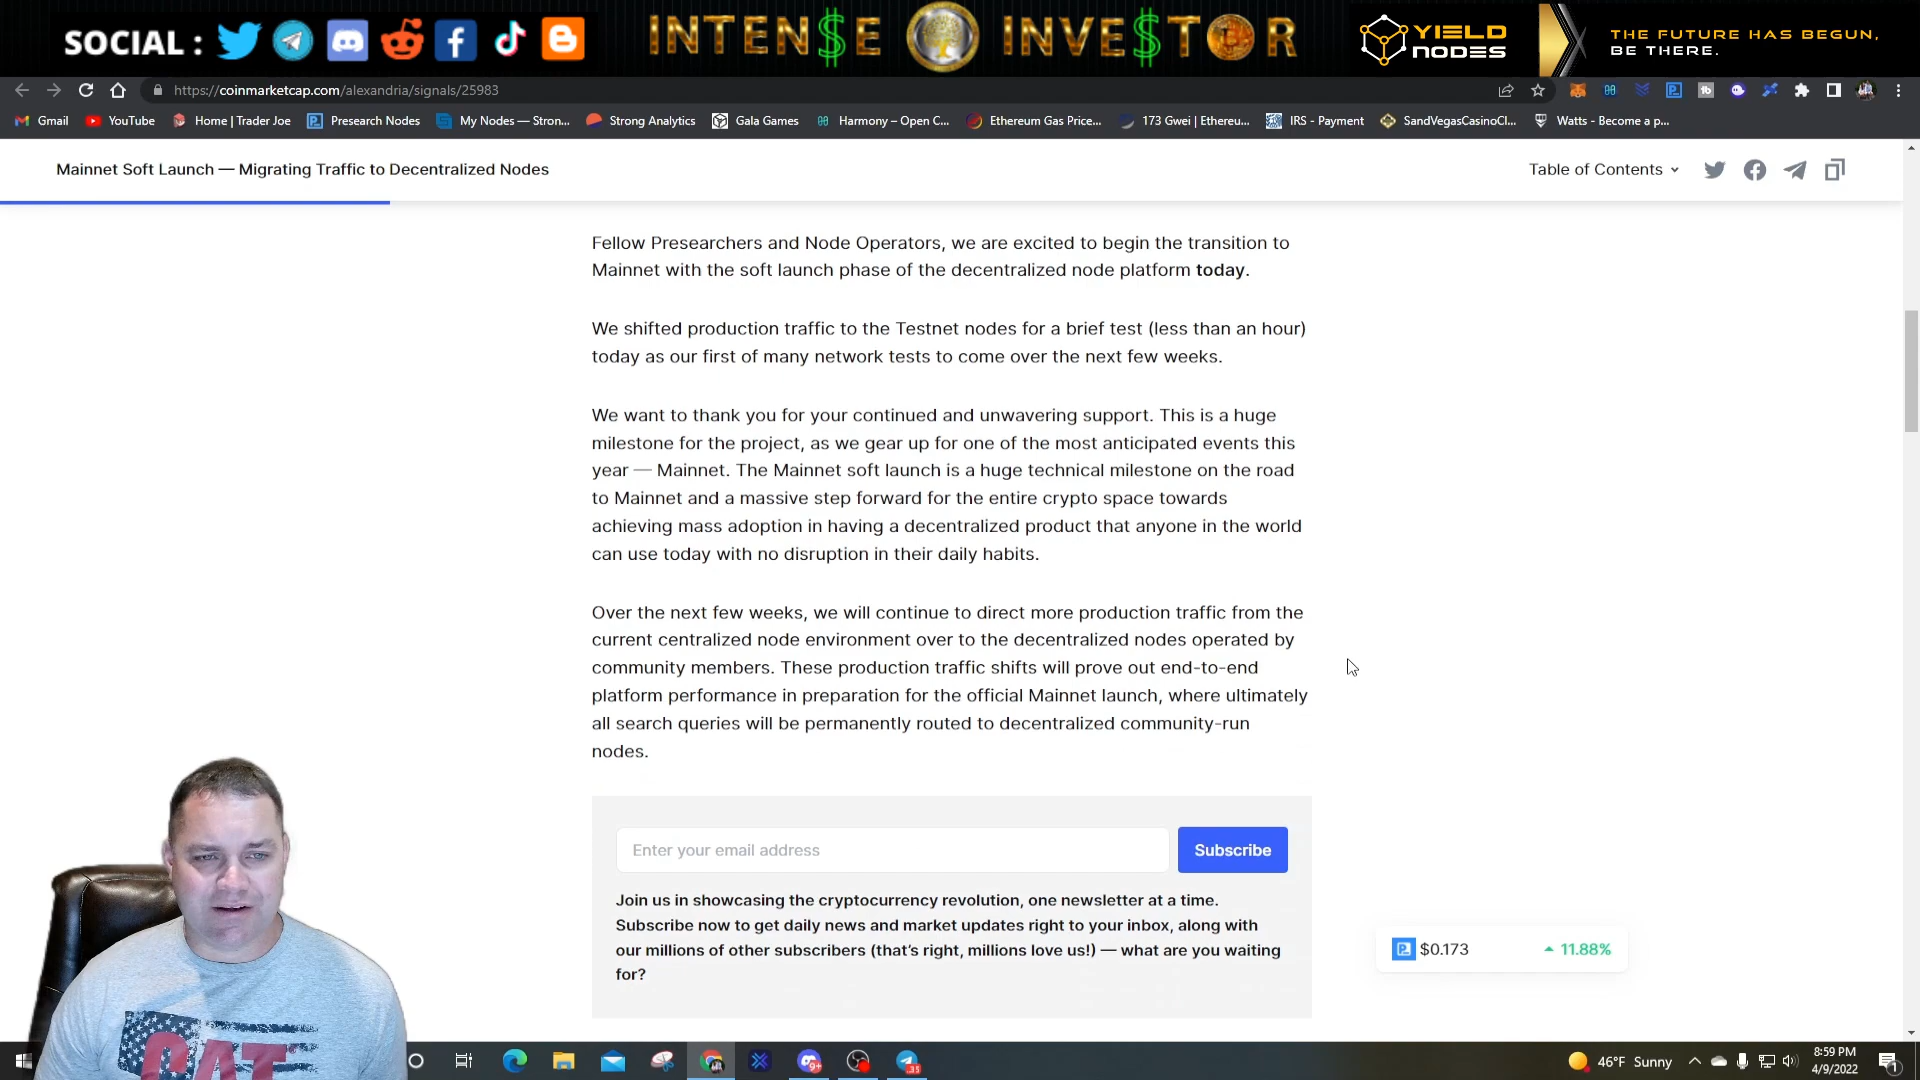 SOCIAL :
INTEN$E INVE$TOR
YIELD NODES
THE FUTURE HAS BEGUN,
BE THERE.
https://coinmarketcap.com/alexandria/signals/25983
Gmail
YouTube
Home | Trader Joe
Presearch Nodes
My Nodes — Stron...
Strong Analytics
Gala Games
Harmony – Open C...
Ethereum Gas Price...
173 Gwei | Ethereu...
IRS - Payment
SandVegasCasinoCl...
Watts - Become a p...
Mainnet Soft Launch — Migrating Traffic to Decentralized Nodes
Table of Contents
Fellow Presearchers and Node Operators, we are excited to begin the transition to
Mainnet with the soft launch phase of the decentralized node platform today.
We shifted production traffic to the Testnet nodes for a brief test (less than an hour)
today as our first of many network tests to come over the next few weeks.
We want to thank you for your continued and unwavering support. This is a huge
milestone for the project, as we gear up for one of the most anticipated events this
year — Mainnet. The Mainnet soft launch is a huge technical milestone on the road
to Mainnet and a massive step forward for the entire crypto space towards
achieving mass adoption in having a decentralized product that anyone in the world
can use today with no disruption in their daily habits.
Over the next few weeks, we will continue to direct more production traffic from the
current centralized node environment over to the decentralized nodes operated by
community members. These production traffic shifts will prove out end-to-end
platform performance in preparation for the official Mainnet launch, where ultimately
all search queries will be permanently routed to decentralized community-run
nodes.
Enter your email address
Subscribe
Join us in showcasing the cryptocurrency revolution, one newsletter at a time.
Subscribe now to get daily news and market updates right to your inbox, along with
our millions of other subscribers (that's right, millions love us!) — what are you waiting
for?
$0.173
11.88%
CAT
46°F Sunny
8:59 PM
4/9/2022